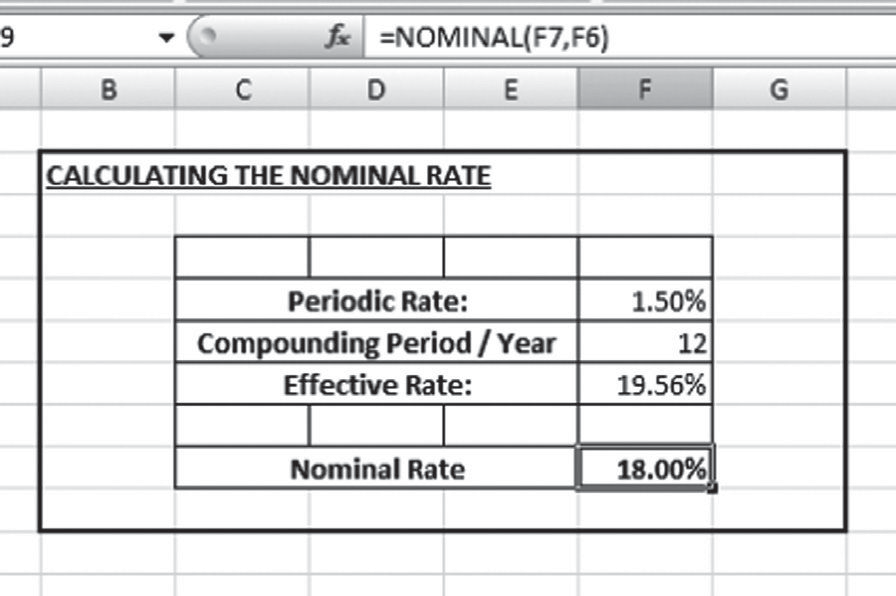 9 fx =NOMINAL(F7,F6)
B C D E F G
CALCULATING THE NOMINAL RATE
Periodic Rate: 1.50%
Compounding Period / Year 12
Effective Rate: 19.56%
Nominal Rate 18.00%